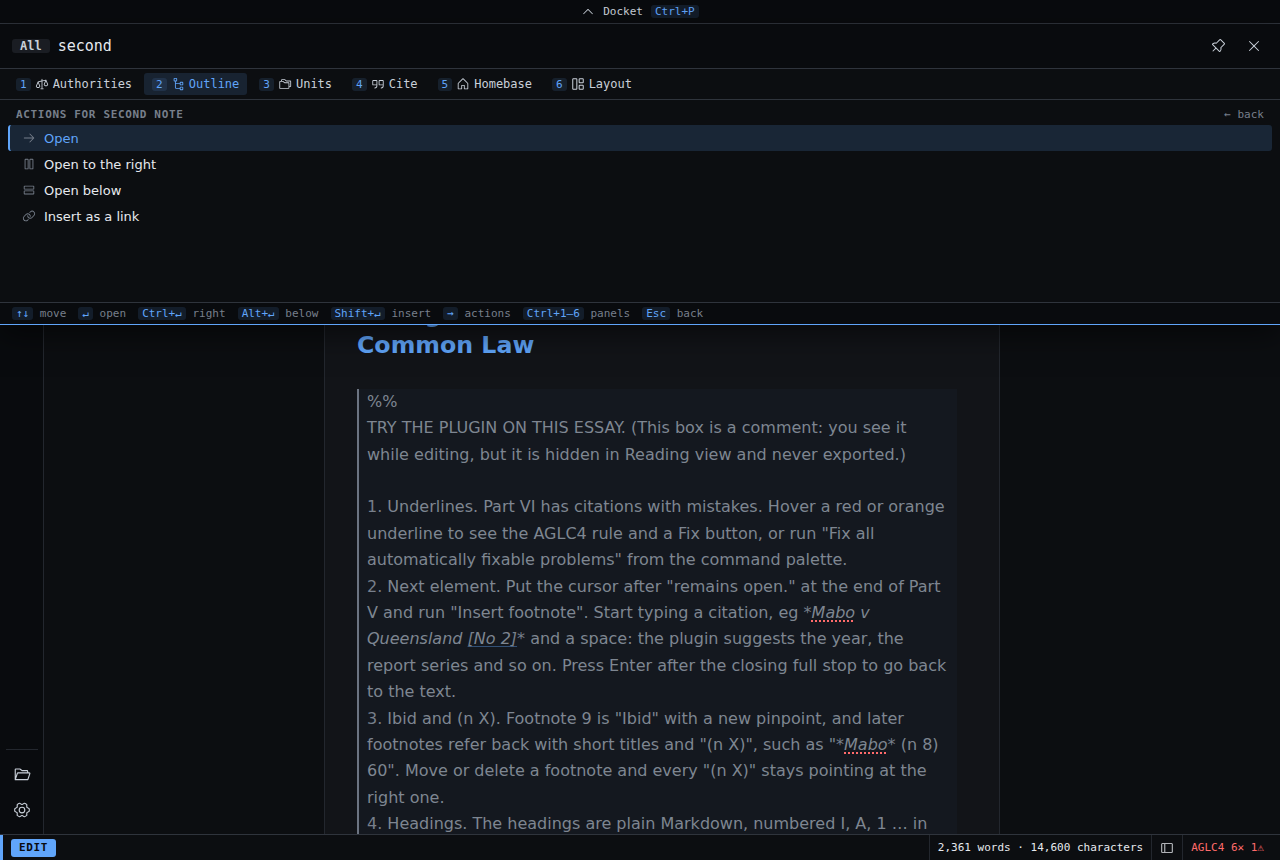 Docket Ctrl+P
All second
1 Authorities 2 Outline 3 Units 4 Cite 5 Homebase 6 Layout
ACTIONS FOR SECOND NOTE ← back
Open
Open to the right
Open below
Insert as a link
↑↓ move ↵ open Ctrl+↵ right Alt+↵ below Shift+↵ insert → actions Ctrl+1–6 panels Esc back
Common Law
%%
TRY THE PLUGIN ON THIS ESSAY. (This box is a comment: you see it
while editing, but it is hidden in Reading view and never exported.)
1. Underlines. Part VI has citations with mistakes. Hover a red or orange
underline to see the AGLC4 rule and a Fix button, or run "Fix all
automatically fixable problems" from the command palette.
2. Next element. Put the cursor after "remains open." at the end of Part
V and run "Insert footnote". Start typing a citation, eg *Mabo v
Queensland [No 2]* and a space: the plugin suggests the year, the
report series and so on. Press Enter after the closing full stop to go back
to the text.
3. Ibid and (n X). Footnote 9 is "Ibid" with a new pinpoint, and later
footnotes refer back with short titles and "(n X)", such as "*Mabo* (n 8)
60". Move or delete a footnote and every "(n X)" stays pointing at the
right one.
4. Headings. The headings are plain Markdown, numbered I, A, 1 … in
EDIT 2,361 words · 14,600 characters AGLC4 6× 1⚠